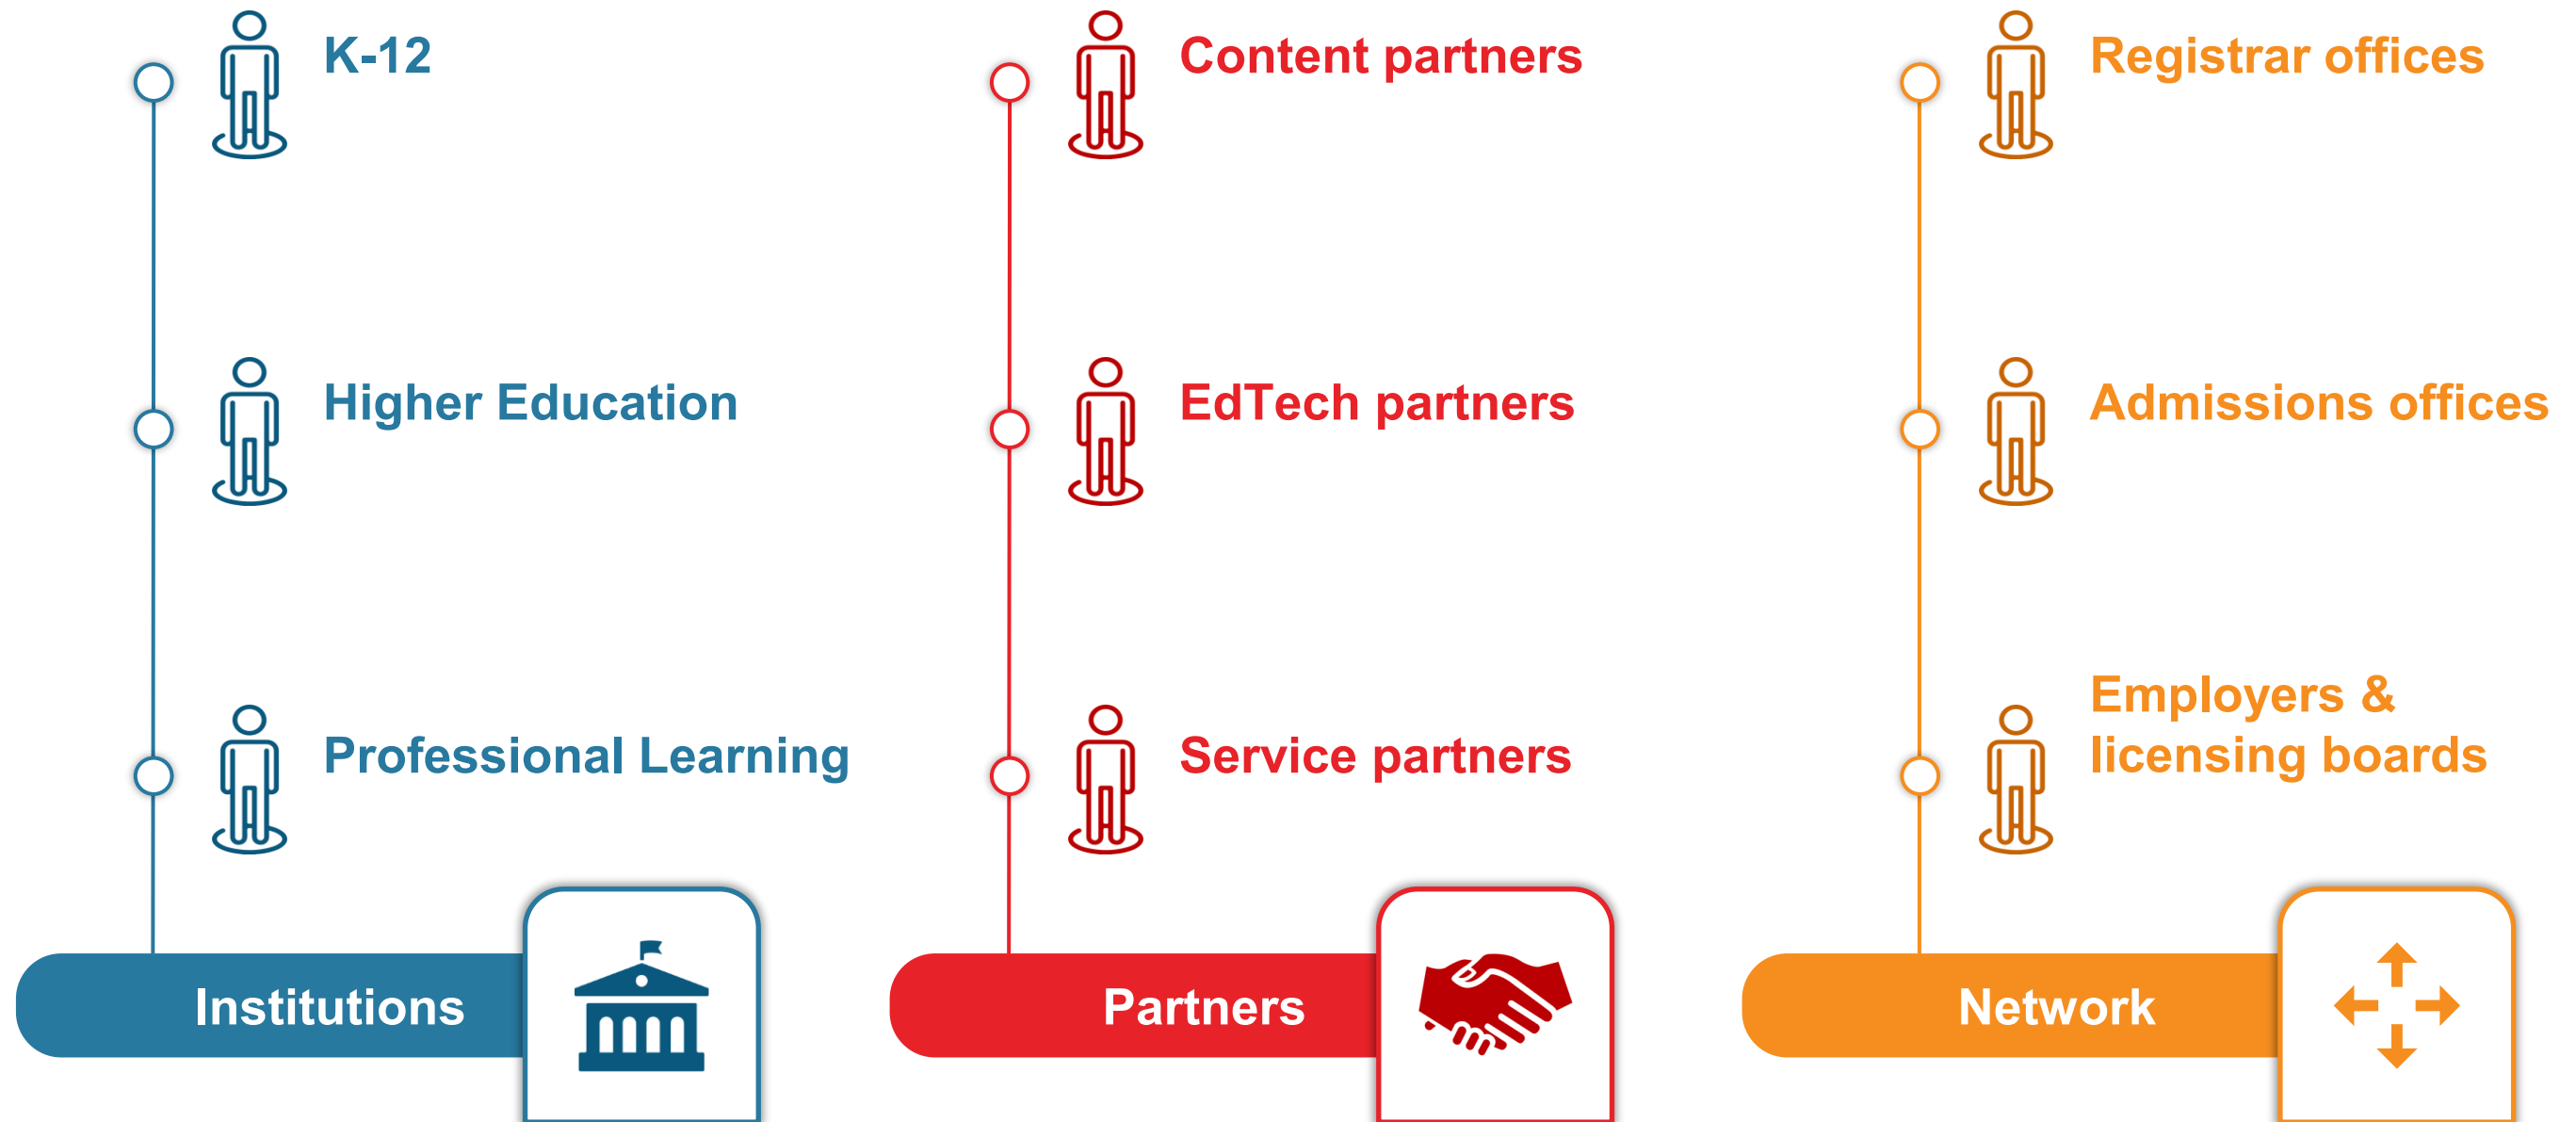 K-12
Higher Education
Professional Learning
Institutions
Content partners
EdTech partners
Service partners
Partners
Registrar offices
Admissions offices
Employers &
licensing boards
Network